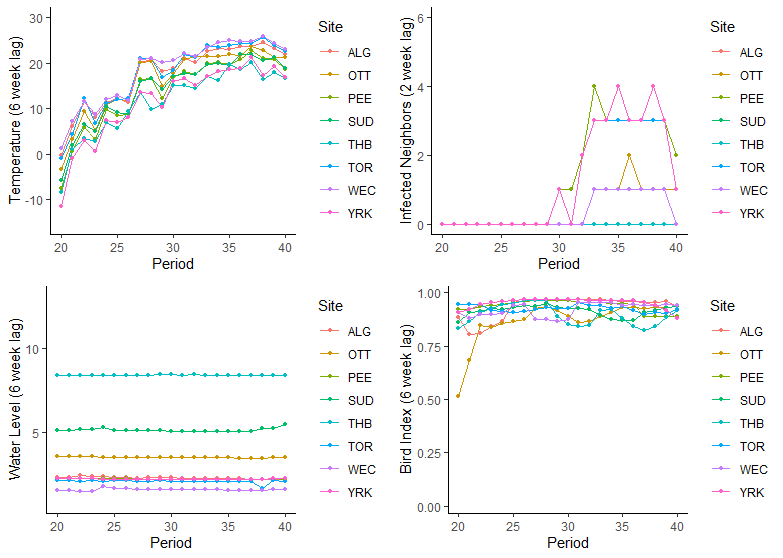 Temperature (6 week lag)
30
20
10
0
-10
20
25
30
35
40
Period
Site
ALG
OTT
PEE
SUD
THB
TOR
WEC
YRK
Infected Neighbors (2 week lag)
6
4
2
0
20
25
30
35
40
Period
Site
ALG
OTT
PEE
SUD
THB
TOR
WEC
YRK
Water Level (6 week lag)
10
5
20
25
30
35
40
Period
Site
ALG
OTT
PEE
SUD
THB
TOR
WEC
YRK
Bird Index (6 week lag)
1.00
0.75
0.50
0.25
0.00
20
25
30
35
40
Period
Site
ALG
OTT
PEE
SUD
THB
TOR
WEC
YRK